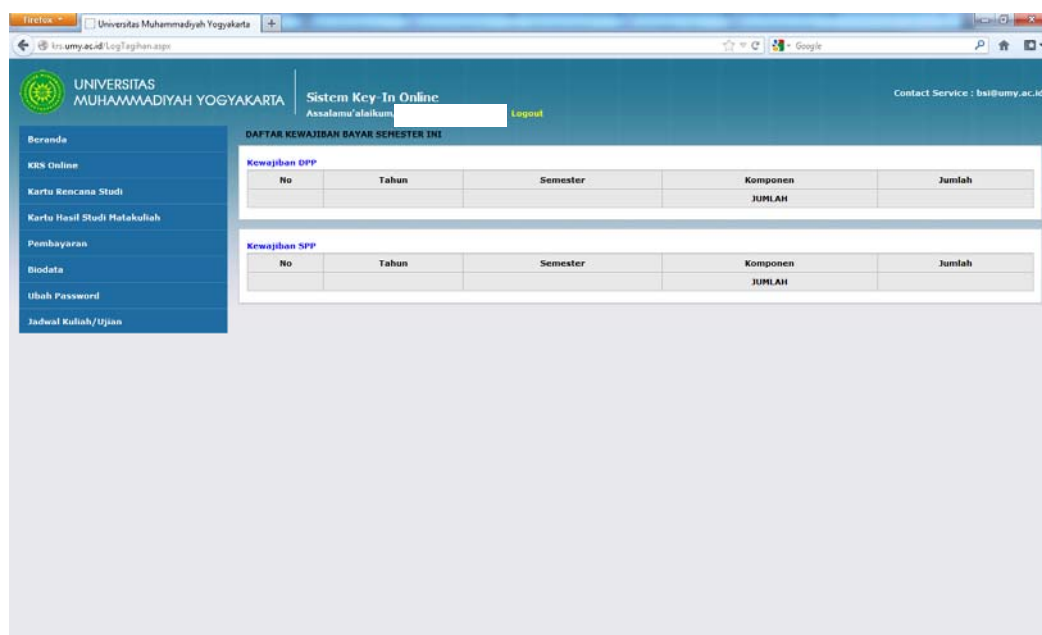 Firefox
Universitas Muhammadiyah Yogyakarta +
krs.umy.ac.id/LogTagihan.aspx
Google
UNIVERSITAS
MUHAMMADIYAH YOGYAKARTA
Sistem Key-In Online
Assalamu'alaikum, Logout
Contact Service : bsi@umy.ac.id
DAFTAR KEWAJIBAN BAYAR SEMESTER INI
Beranda
KRS Online
Kartu Rencana Studi
Kartu Hasil Studi Matakuliah
Pembayaran
Biodata
Ubah Password
Jadwal Kuliah/Ujian
Kewajiban DPP
No Tahun Semester Komponen Jumlah
JUMLAH
Kewajiban SPP
No Tahun Semester Komponen Jumlah
JUMLAH